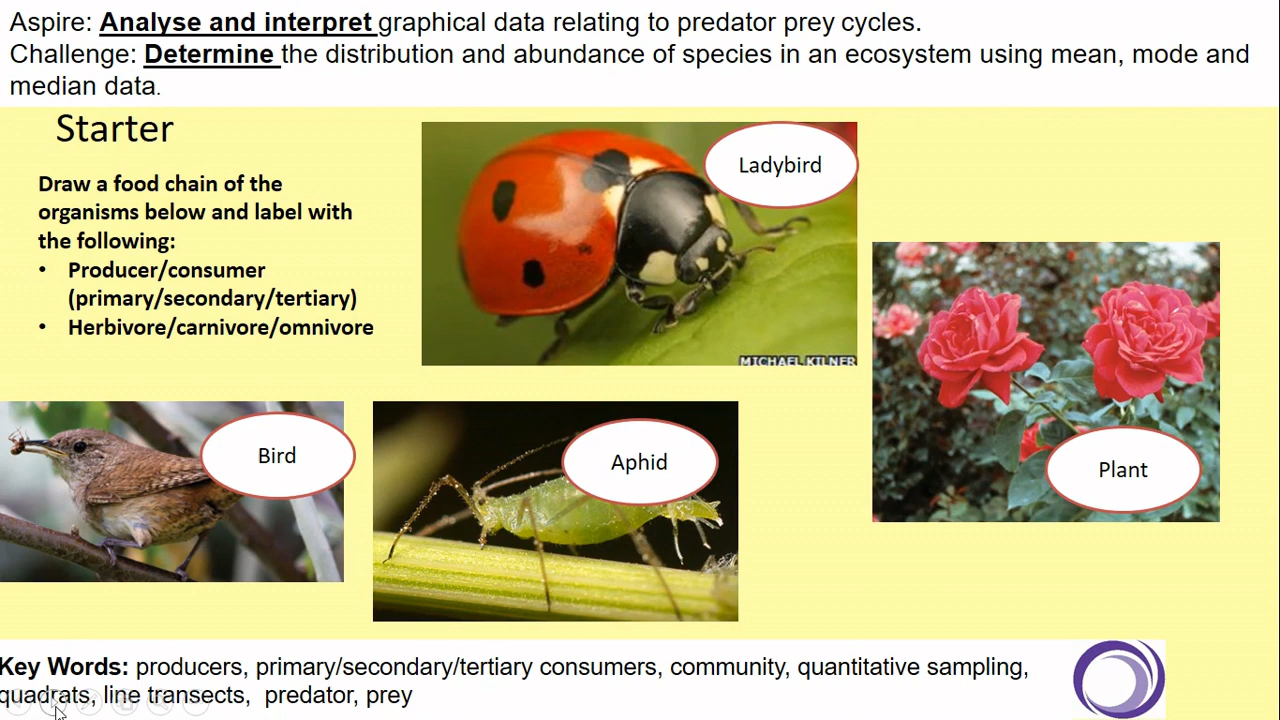 Aspire: Analyse and interpret graphical data relating to predator prey cycles.
Challenge: Determine the distribution and abundance of species in an ecosystem using mean, mode and
median data.
Starter
Draw a food chain of the
organisms below and label with
the following:
• Producer/consumer
(primary/secondary/tertiary)
• Herbivore/carnivore/omnivore
Ladybird
MICHAEL KILNER
Plant
Bird
Aphid
Key Words: producers, primary/secondary/tertiary consumers, community, quantitative sampling,
quadrats, line transects, predator, prey